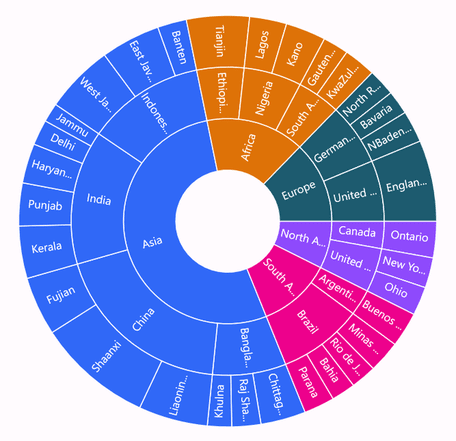 Tianjin
Lagos
Kano
Gauten...
KwaZul...
Ethiopi...
Nigeria
South A...
Africa
North R...
Bavaria
NBaden...
Englan...
German...
United ...
Europe
Ontario
New Yo...
Ohio
Canada
United ...
North A...
Buenos ...
Minas ...
Rio de J...
Bahia
Parana
Argenti...
Brazil
South A...
Chittag...
Raj Sha...
Khulna
Liaonin...
Shaanxi
Fujian
Bangla...
China
Kerala
Punjab
Haryan...
Delhi
Jammu
India
West Ja...
East Jav...
Banten
Indones...
Asia